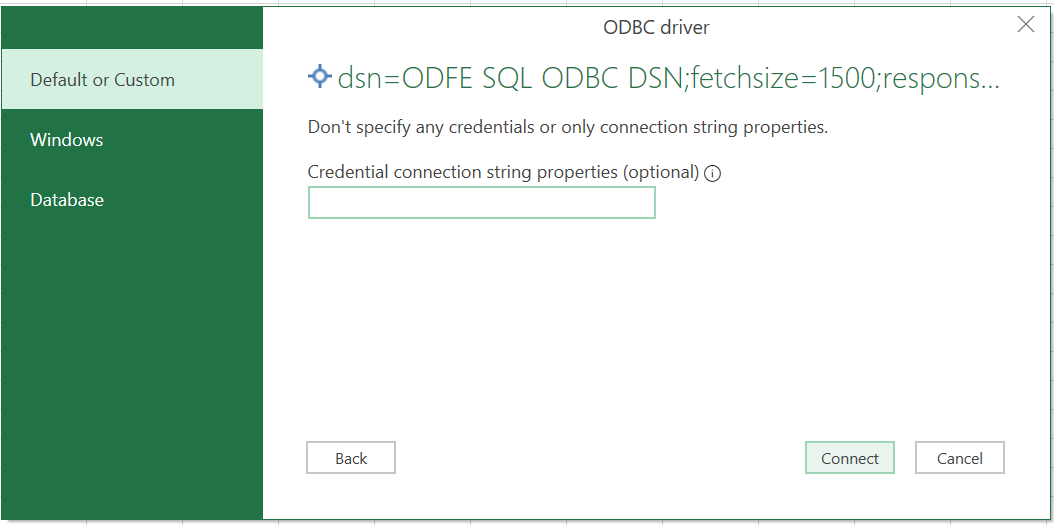 ODBC driver
Default or Custom
Windows
Database
dsn=ODFE SQL ODBC DSN;fetchsize=1500;respons...
Don't specify any credentials or only connection string properties.
Credential connection string properties (optional)
Back
Connect
Cancel